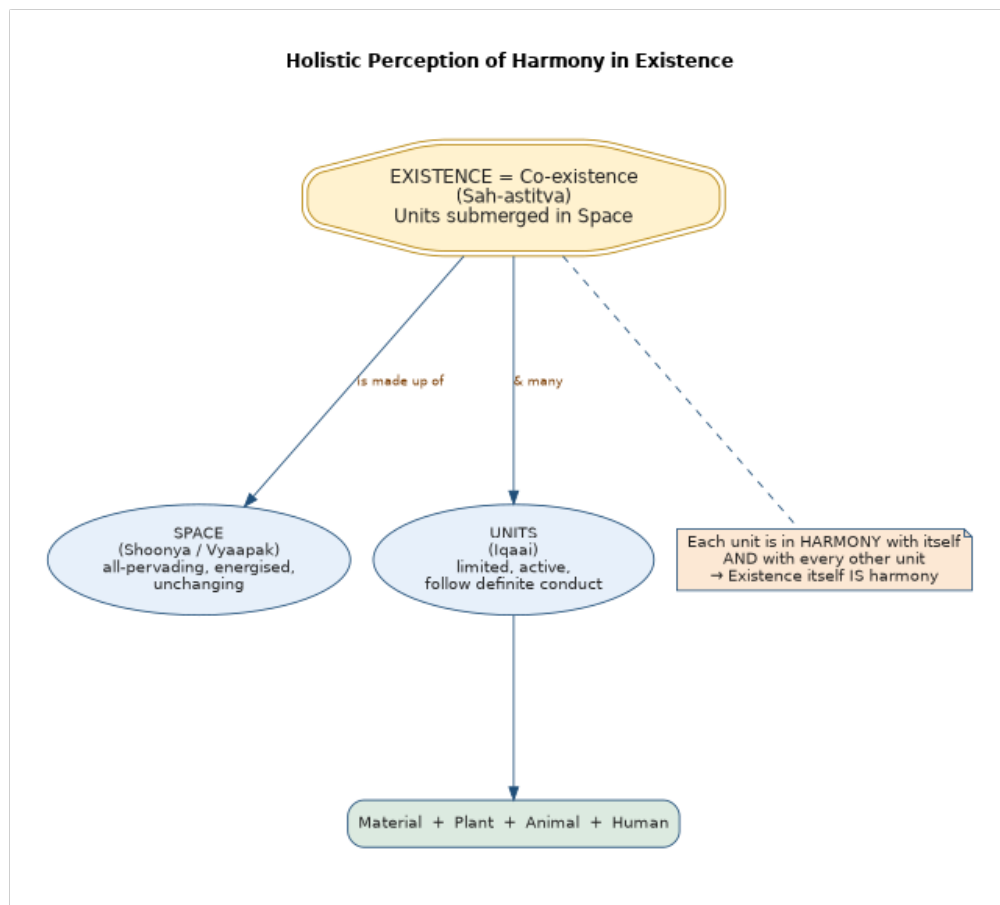 Holistic Perception of Harmony in Existence
EXISTENCE = Co-existence
(Sah-astitva)
Units submerged in Space
is made up of
& many
SPACE
(Shoonya / Vyaapak)
all-pervading, energised,
unchanging
UNITS
(Iqaai)
limited, active,
follow definite conduct
Each unit is in HARMONY with itself
AND with every other unit
→ Existence itself IS harmony
Material + Plant + Animal + Human